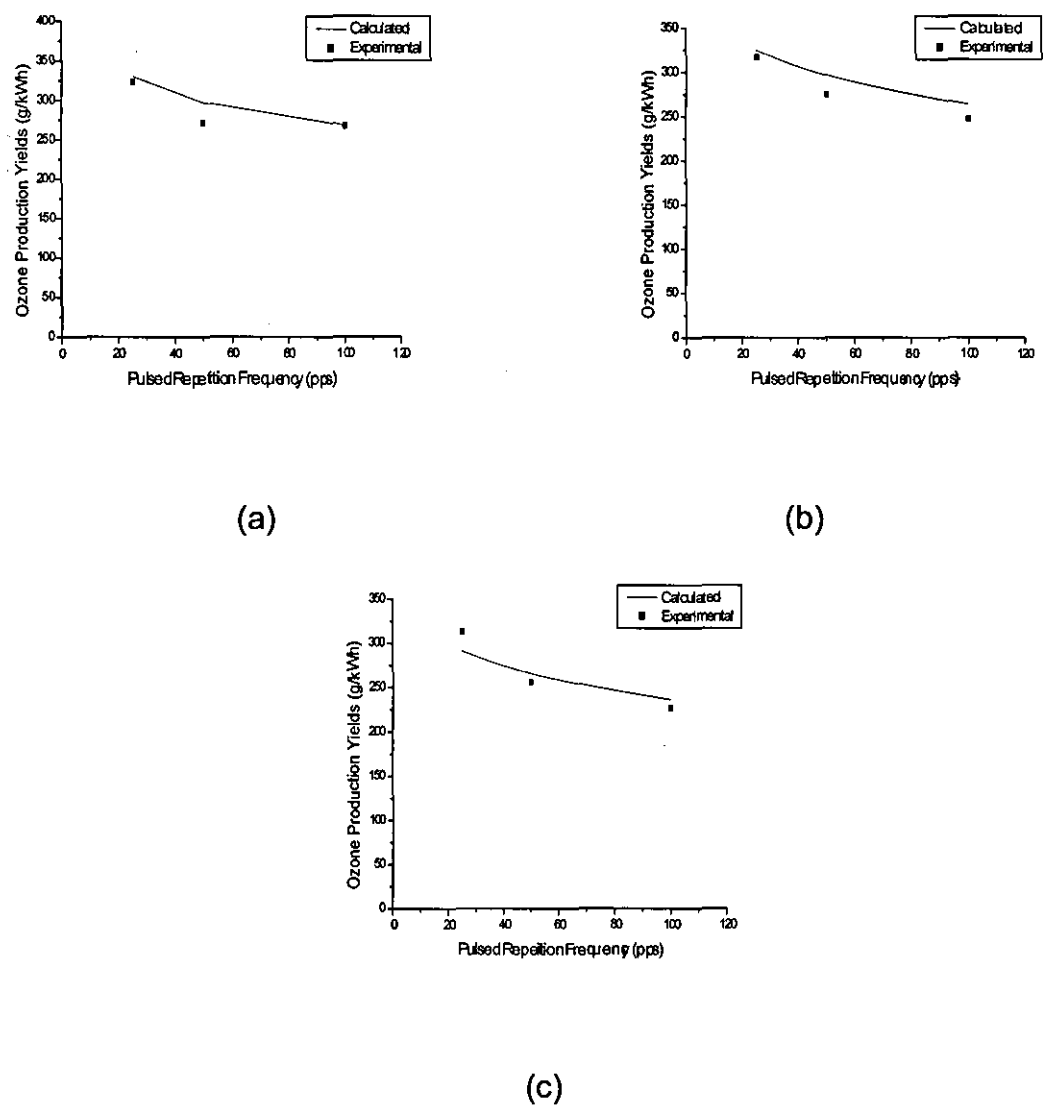 Calculated
Experimental
Ozone Production Yields (g/kWh)
400
350
300
250
200
150
100
50
0
0 20 40 60 80 100 120
Pulsed Repetition Frequency (pps)
(a)
Calculated
Experimental
Ozone Production Yields (g/kWh)
350
300
250
200
150
100
50
0
0 20 40 60 80 100 120
Pulsed Repetition Frequency (pps)
(b)
Calculated
Experimental
Ozone Production Yields (g/kWh)
350
300
250
200
150
100
50
0
0 20 40 60 80 100 120
Pulsed Repetition Frequency (pps)
(c)